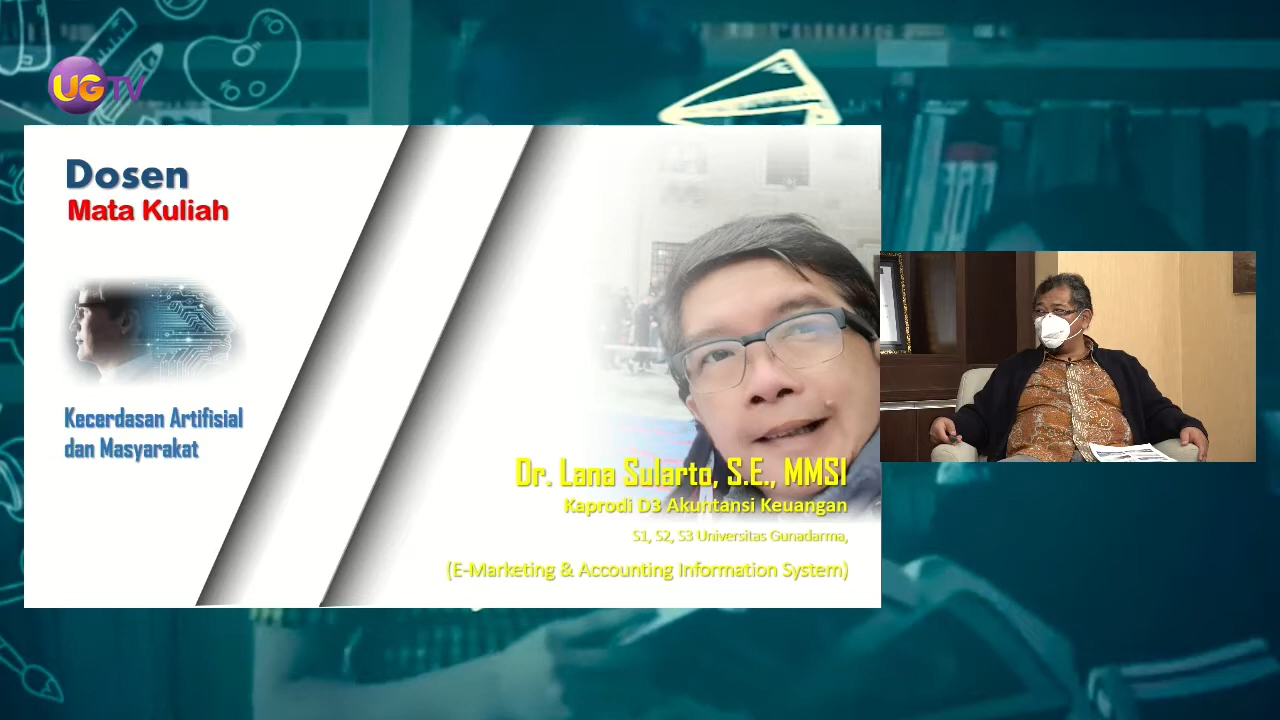 UGTV
Dosen
Mata Kuliah
Kecerdasan Artifisial
dan Masyarakat
Dr. Lana Sularto, S.E., MMSI
Kaprodi D3 Akuntansi Keuangan
S1, S2, S3 Universitas Gunadarma,
(E-Marketing & Accounting Information System)